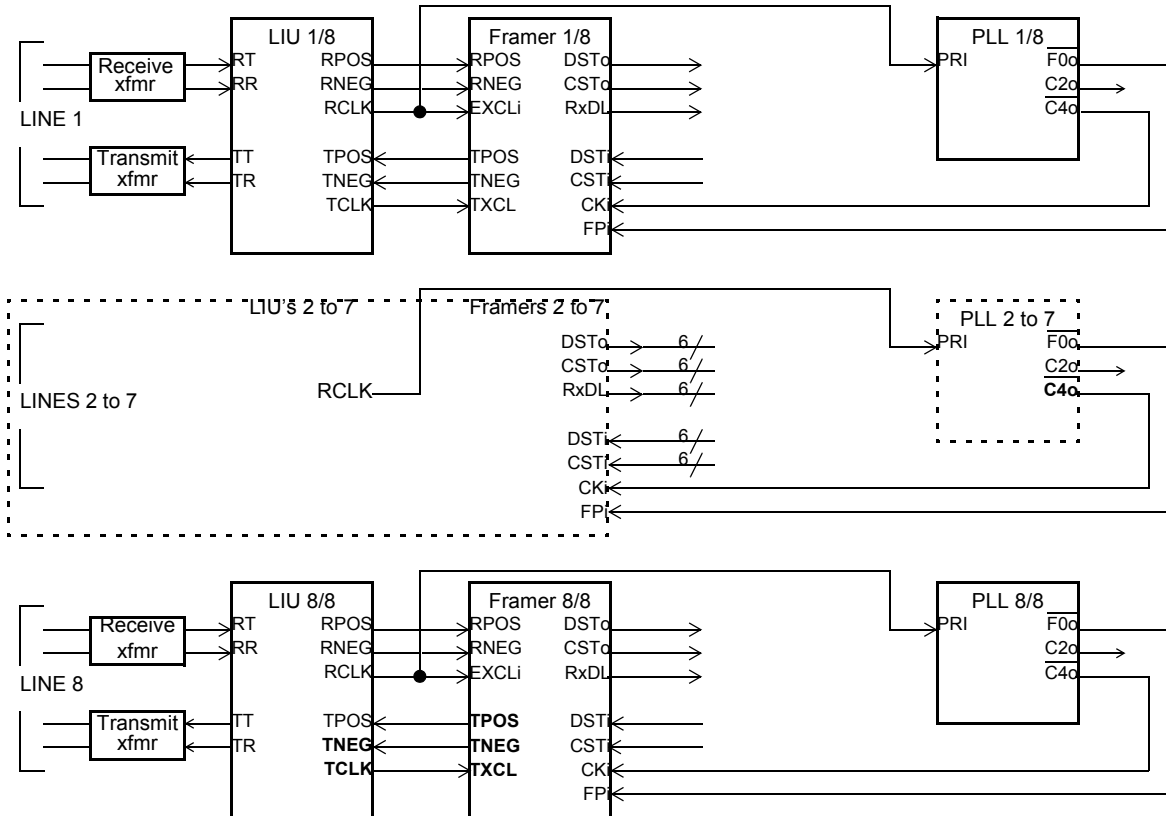 LIU 1/8 Framer 1/8 PLL 1/8
Receive xfmr
RT RPOS RPOS DSTo PRI F0o
RR RNEG RNEG CSTo C2o
RCLK EXCLi RxDL C4o
LINE 1
Transmit xfmr
TT TPOS TPOS DSTi
TR TNEG TNEG CSTi
TCLK TXCL CKi
FPi
LIU's 2 to 7 Framers 2 to 7 PLL 2 to 7
DSTo 6 PRI F0o
CSTo 6 C2o
LINES 2 to 7 RCLK RxDL 6 C4o
DSTi 6
CSTi 6
CKi
FPi
LIU 8/8 Framer 8/8 PLL 8/8
Receive xfmr
RT RPOS RPOS DSTo PRI F0o
RR RNEG RNEG CSTo C2o
RCLK EXCLi RxDL C4o
LINE 8
Transmit xfmr
TT TPOS TPOS DSTi
TR TNEG TNEG CSTi
TCLK TXCL CKi
FPi